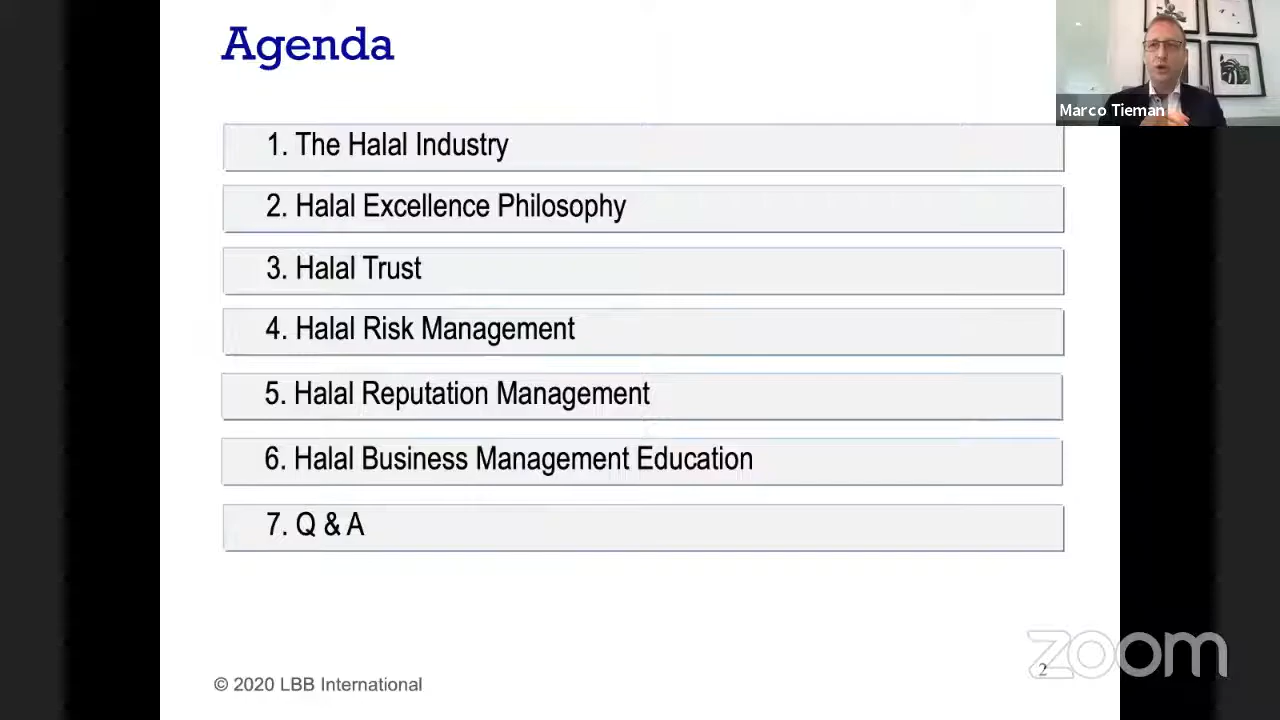 Agenda
Marco Tieman
1. The Halal Industry
2. Halal Excellence Philosophy
3. Halal Trust
4. Halal Risk Management
5. Halal Reputation Management
6. Halal Business Management Education
7. Q & A
zoom
2
© 2020 LBB International